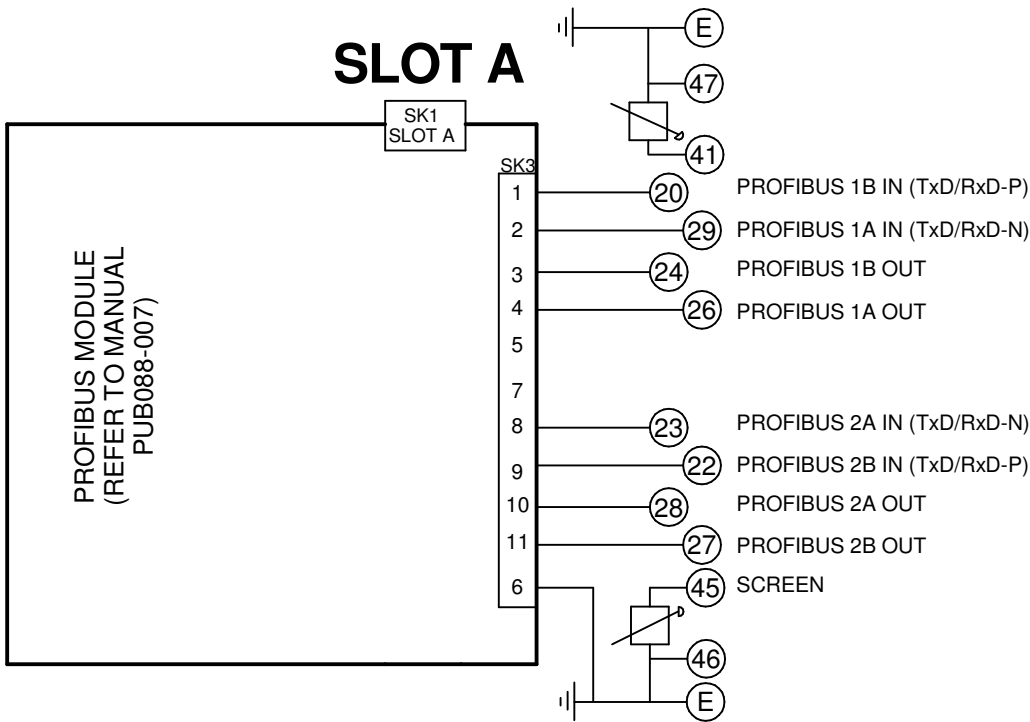 SLOT A
E
47
41
SK1
SLOT A
SK3
1
20
PROFIBUS 1B IN (TxD/RxD-P)
2
29
PROFIBUS 1A IN (TxD/RxD-N)
3
24
PROFIBUS 1B OUT
4
26
PROFIBUS 1A OUT
5
7
8
23
PROFIBUS 2A IN (TxD/RxD-N)
9
22
PROFIBUS 2B IN (TxD/RxD-P)
10
28
PROFIBUS 2A OUT
11
27
PROFIBUS 2B OUT
6
45
SCREEN
46
E
PROFIBUS MODULE
(REFER TO MANUAL
PUB088-007)